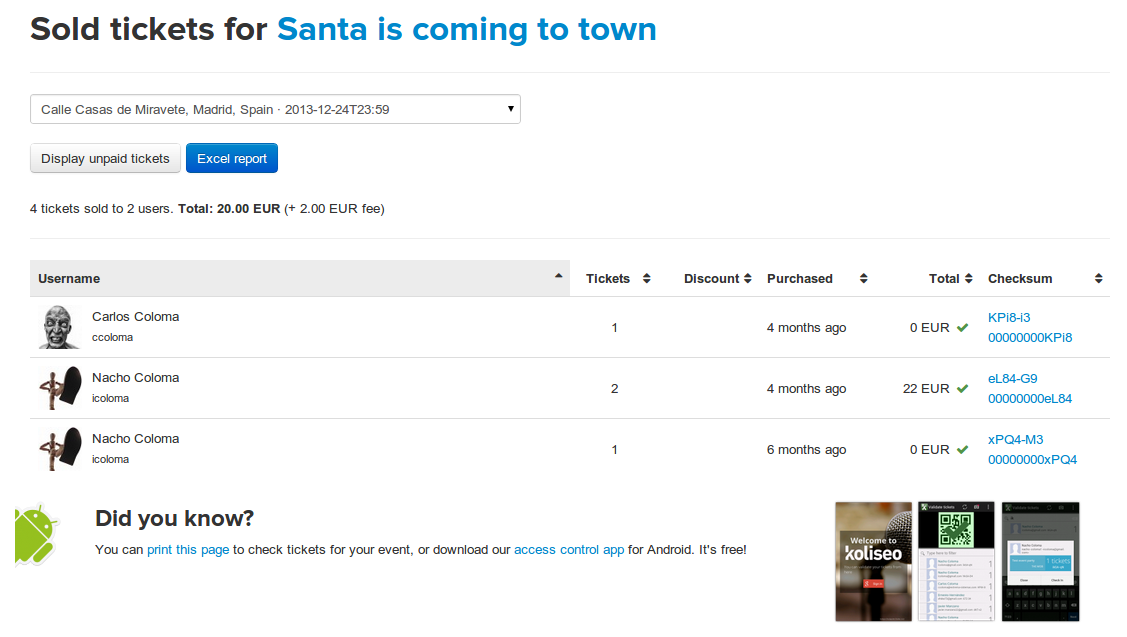 Sold tickets for Santa is coming to town
Calle Casas de Miravete, Madrid, Spain · 2013-12-24T23:59
Display unpaid tickets
Excel report
4 tickets sold to 2 users. Total: 20.00 EUR (+ 2.00 EUR fee)
Username Tickets Discount Purchased Total Checksum
Carlos Coloma
ccoloma
1 4 months ago 0 EUR
KPi8-i3
00000000KPi8
Nacho Coloma
icoloma
2 4 months ago 22 EUR
eL84-G9
00000000eL84
Nacho Coloma
icoloma
1 6 months ago 0 EUR
xPQ4-M3
00000000xPQ4
Did you know?
You can print this page to check tickets for your event, or download our access control app for Android. It's free!
Welcome to
koliseo
Validate tickets